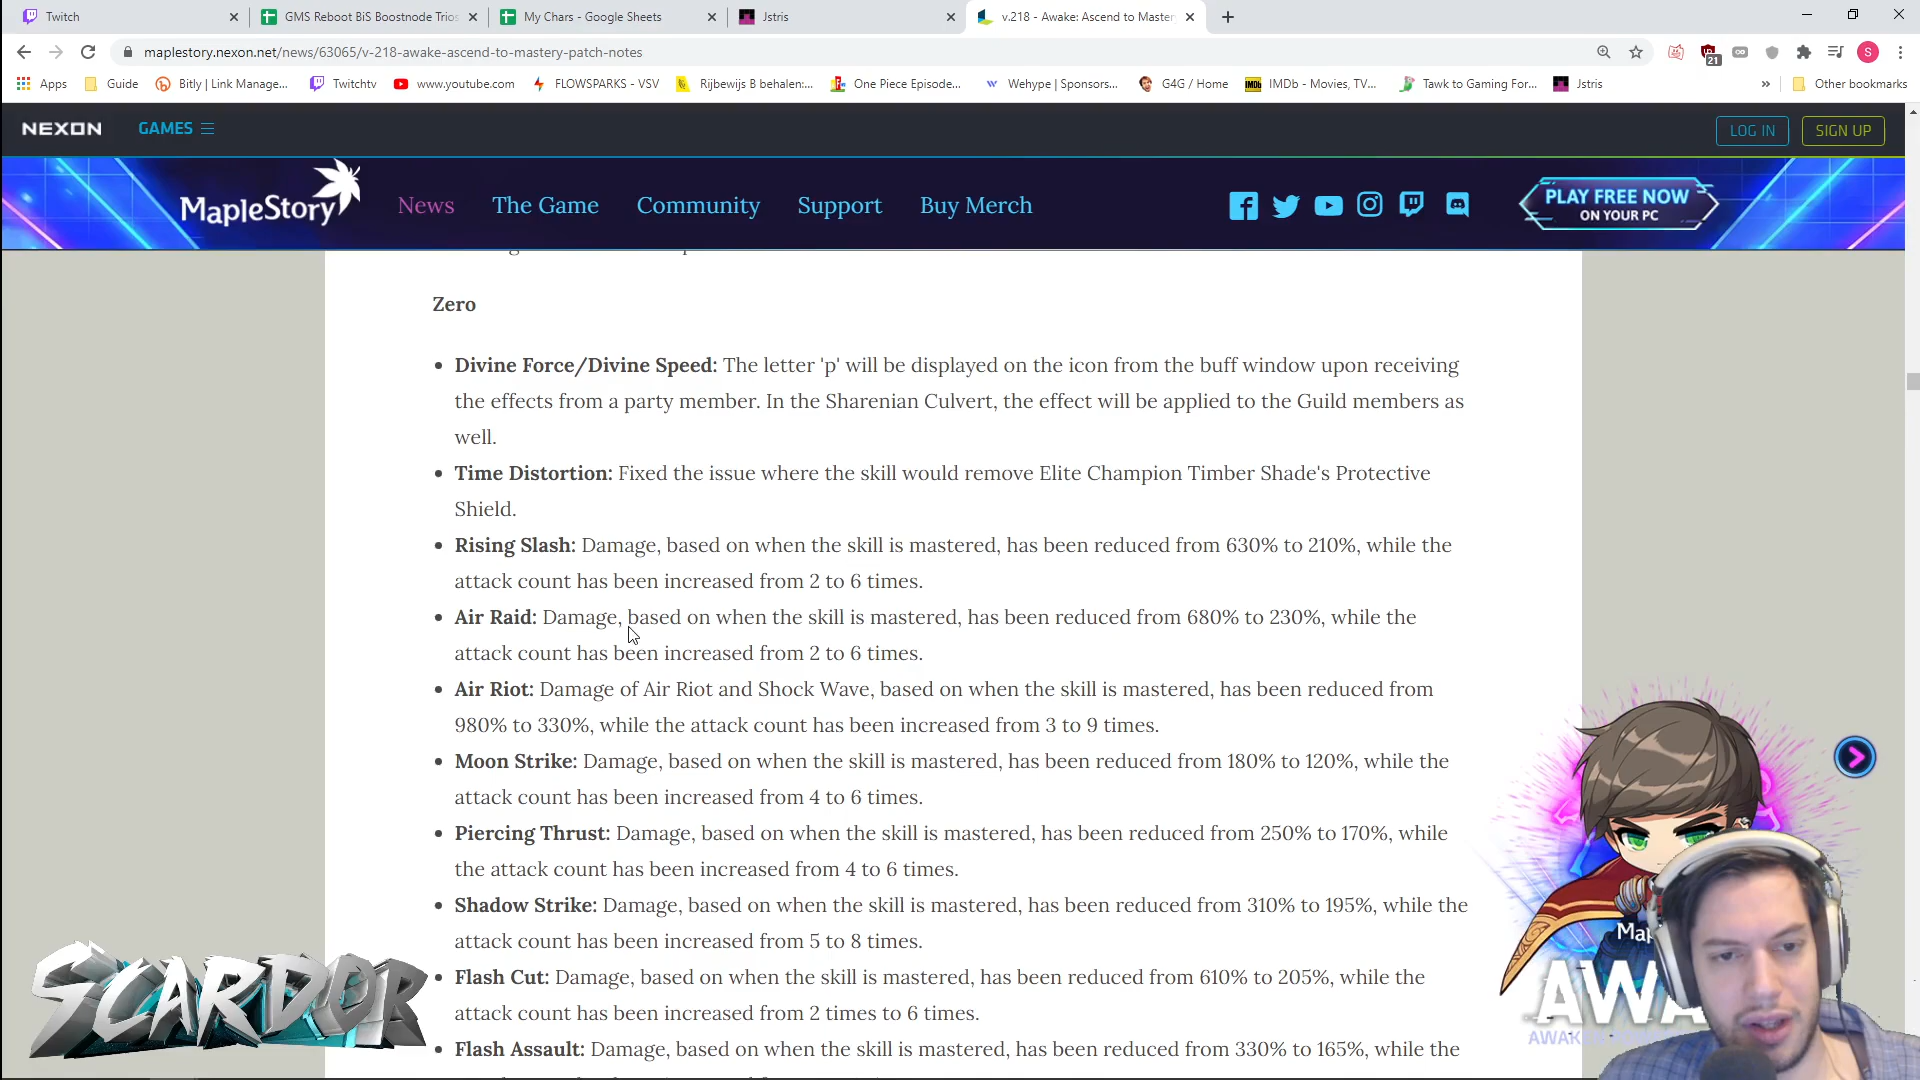 Twitch
GMS Reboot BiS Boostnode Trios
My Chars - Google Sheets
Jstris
v.218 - Awake: Ascend to Master
maplestory.nexon.net/news/63065/v-218-awake-ascend-to-mastery-patch-notes
21
S
Apps
Guide
Bitly | Link Manage...
Twitchtv
www.youtube.com
FLOWSPARKS - VSV
Rijbewijs B behalen:...
One Piece Episode...
Wehype | Sponsors...
G4G / Home
IMDb - Movies, TV...
Tawk to Gaming For...
Jstris
Other bookmarks
NEXON
GAMES
LOG IN
SIGN UP
MapleStory
News
The Game
Community
Support
Buy Merch
PLAY FREE NOW
ON YOUR PC
Zero
• Divine Force/Divine Speed: The letter 'p' will be displayed on the icon from the buff window upon receiving
the effects from a party member. In the Sharenian Culvert, the effect will be applied to the Guild members as
well.
• Time Distortion: Fixed the issue where the skill would remove Elite Champion Timber Shade's Protective
Shield.
• Rising Slash: Damage, based on when the skill is mastered, has been reduced from 630% to 210%, while the
attack count has been increased from 2 to 6 times.
• Air Raid: Damage, based on when the skill is mastered, has been reduced from 680% to 230%, while the
attack count has been increased from 2 to 6 times.
• Air Riot: Damage of Air Riot and Shock Wave, based on when the skill is mastered, has been reduced from
980% to 330%, while the attack count has been increased from 3 to 9 times.
• Moon Strike: Damage, based on when the skill is mastered, has been reduced from 180% to 120%, while the
attack count has been increased from 4 to 6 times.
• Piercing Thrust: Damage, based on when the skill is mastered, has been reduced from 250% to 170%, while
the attack count has been increased from 4 to 6 times.
• Shadow Strike: Damage, based on when the skill is mastered, has been reduced from 310% to 195%, while the
attack count has been increased from 5 to 8 times.
• Flash Cut: Damage, based on when the skill is mastered, has been reduced from 610% to 205%, while the
attack count has been increased from 2 times to 6 times.
• Flash Assault: Damage, based on when the skill is mastered, has been reduced from 330% to 165%, while the
SCARDOR
Map
AWA